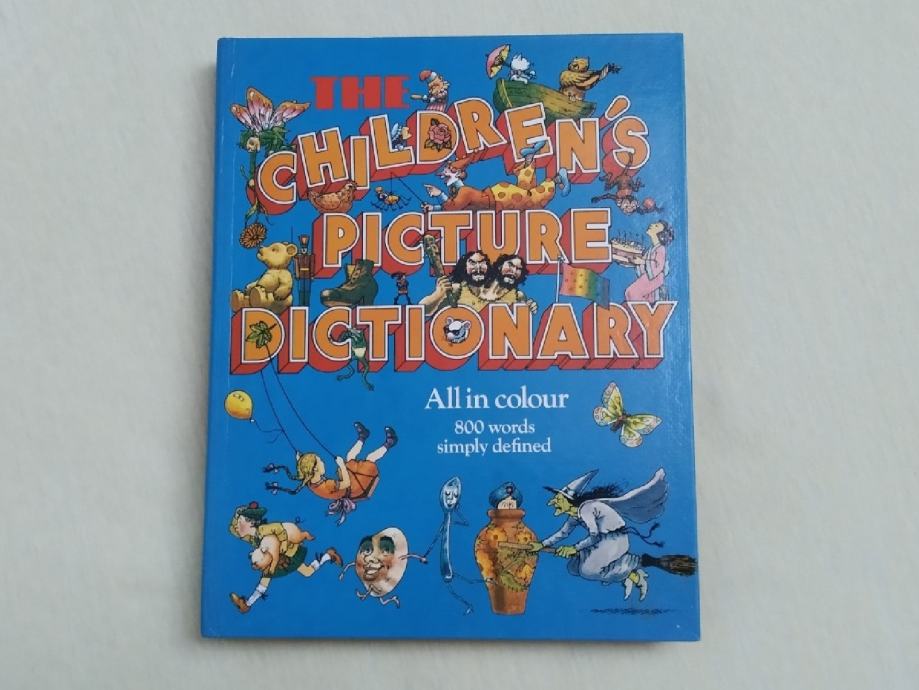 THE
CHILDREN'S
PICTURE
DICTIONARY
All in colour
800 words
simply defined